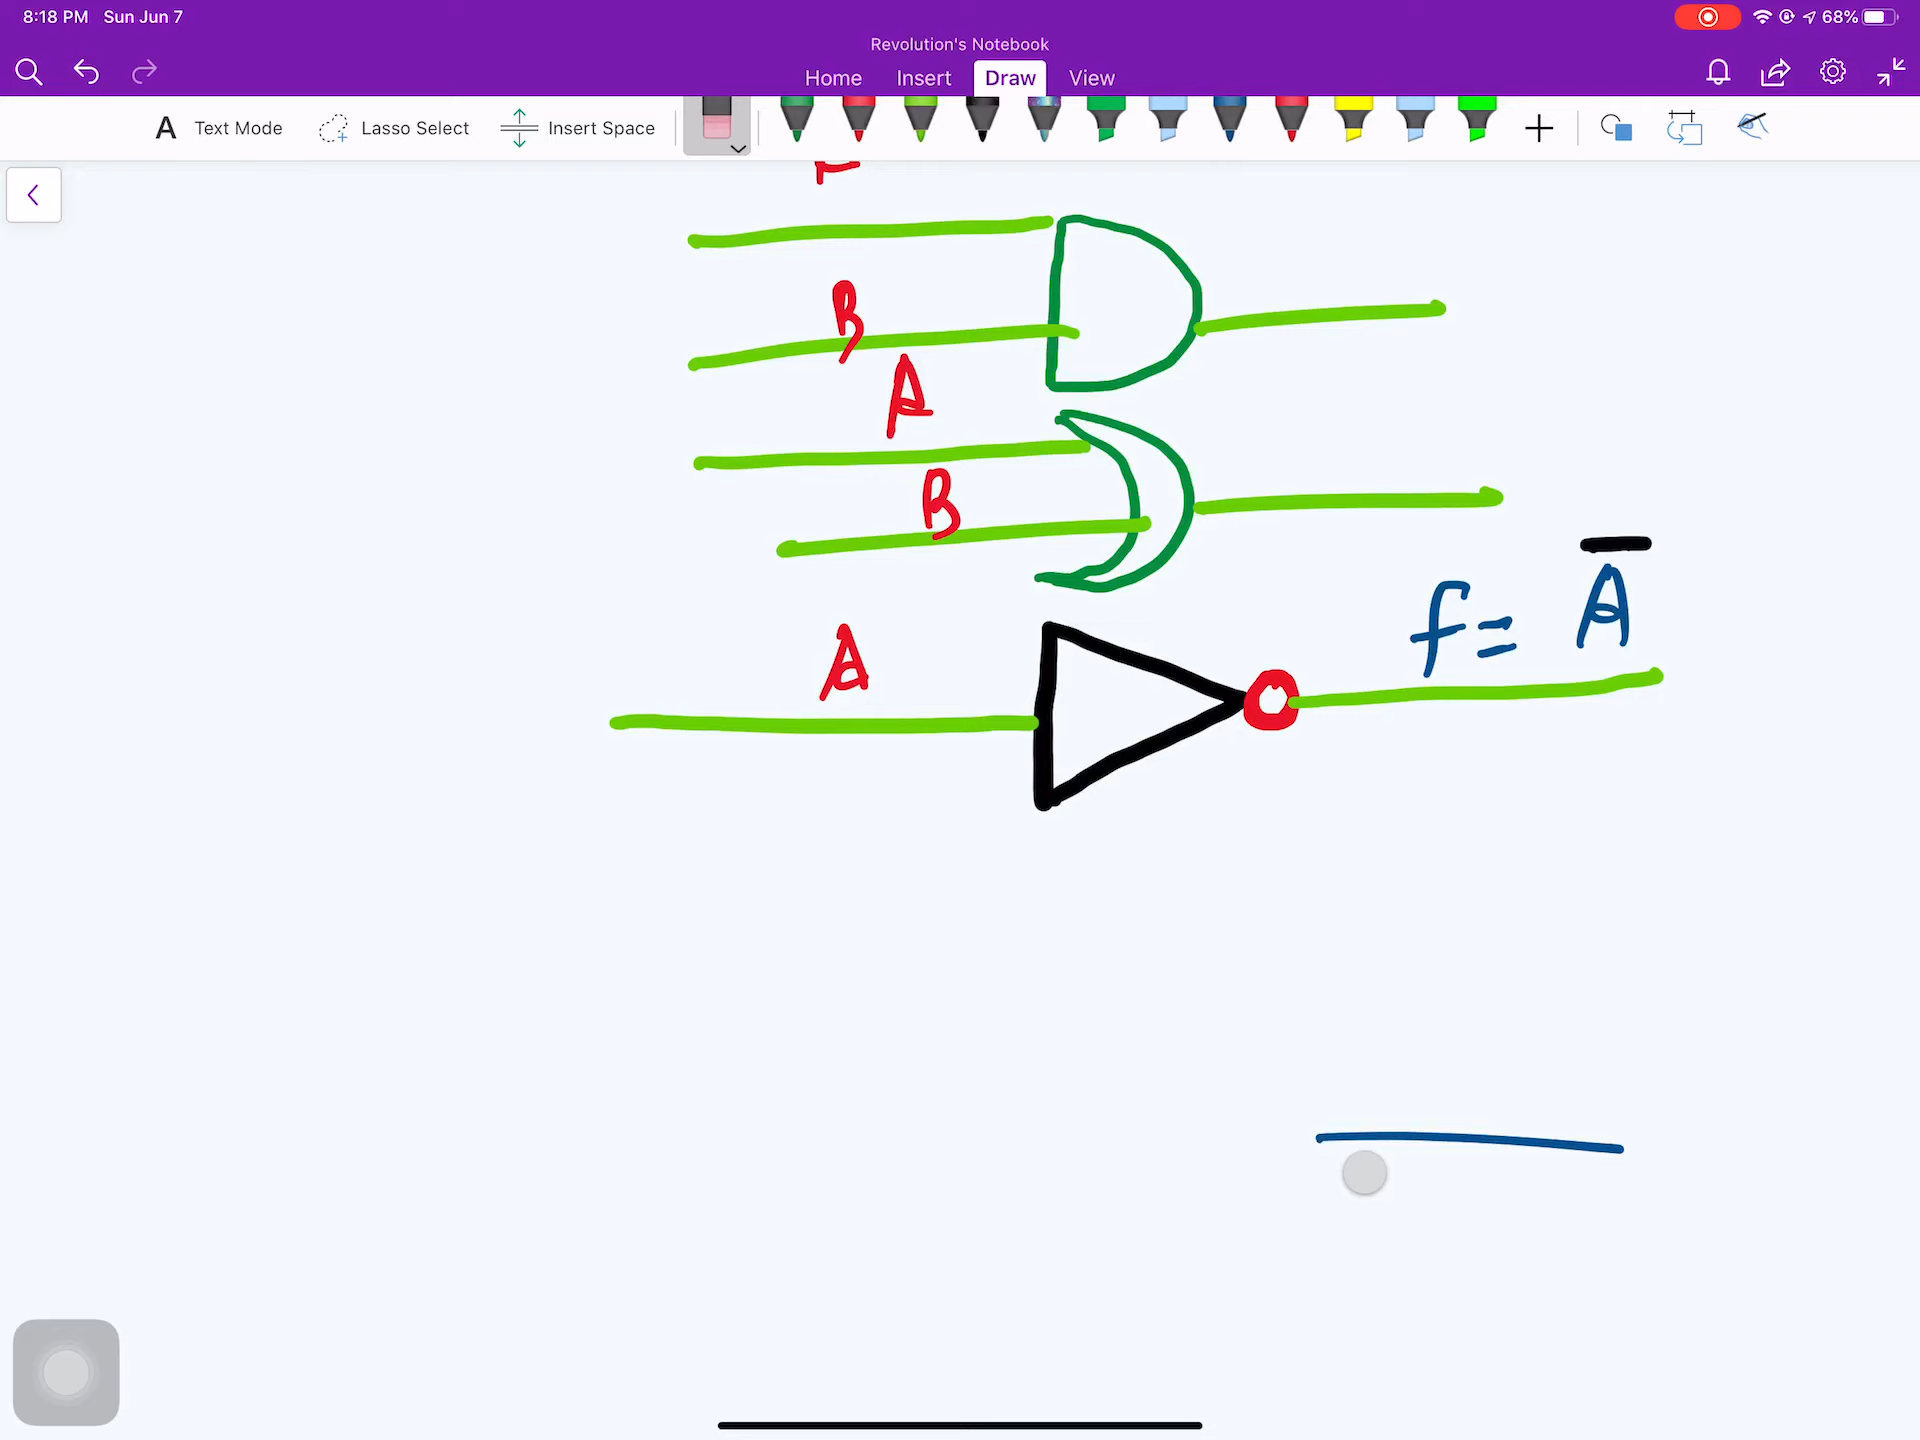 8:18 PM Sun Jun 7
68%
Revolution's Notebook
Home Insert Draw View
A Text Mode Lasso Select Insert Space
B
A
B
A
f = A̅